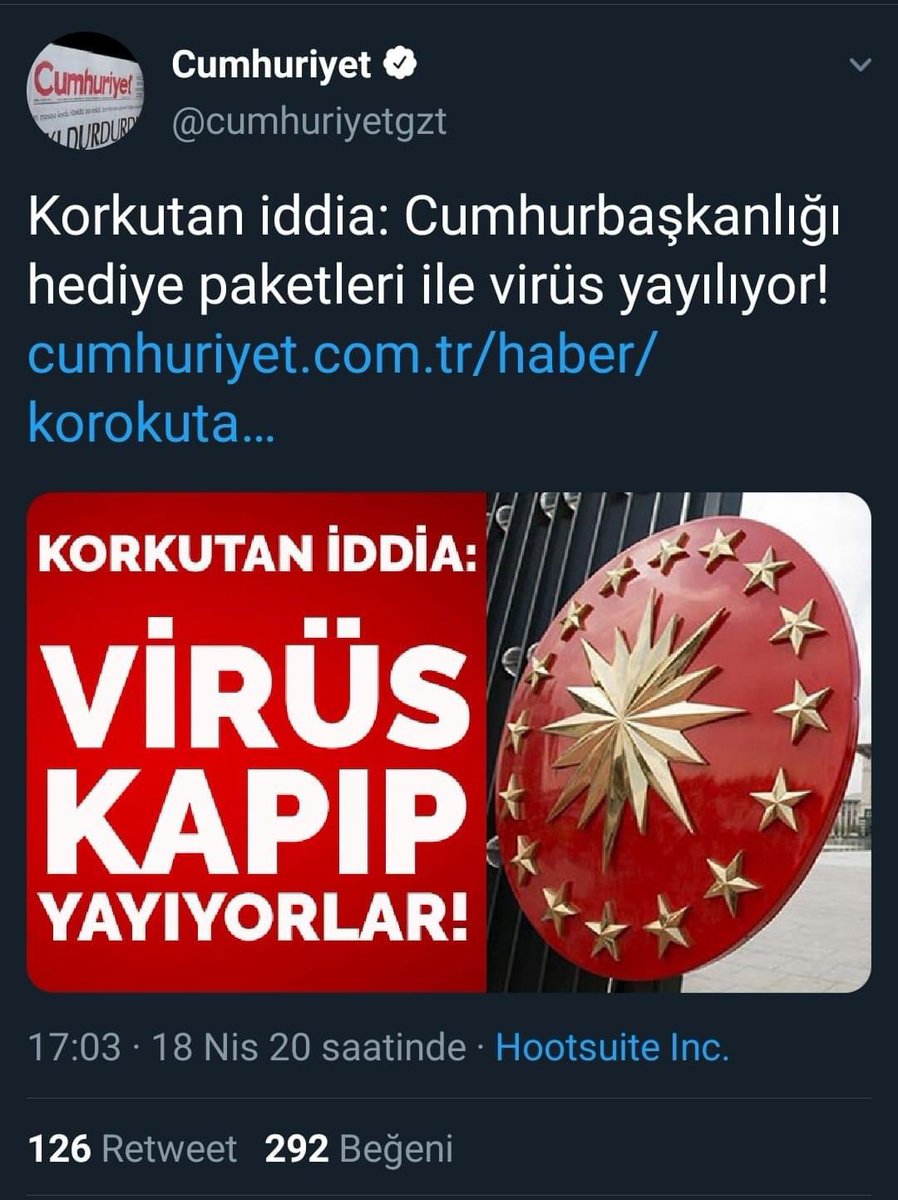 Cumhuriyet
Cumhuriyet
@cumhuriyetgzt
Korkutan iddia: Cumhurbaşkanlığı
hediye paketleri ile virüs yayılıyor!
cumhuriyet.com.tr/haber/
korokuta...
KORKUTAN İDDİA:
VİRÜS
KAPIP
YAYIYORLAR!
17:03 · 18 Nis 20 saatinde · Hootsuite Inc.
126 Retweet 292 Beğeni